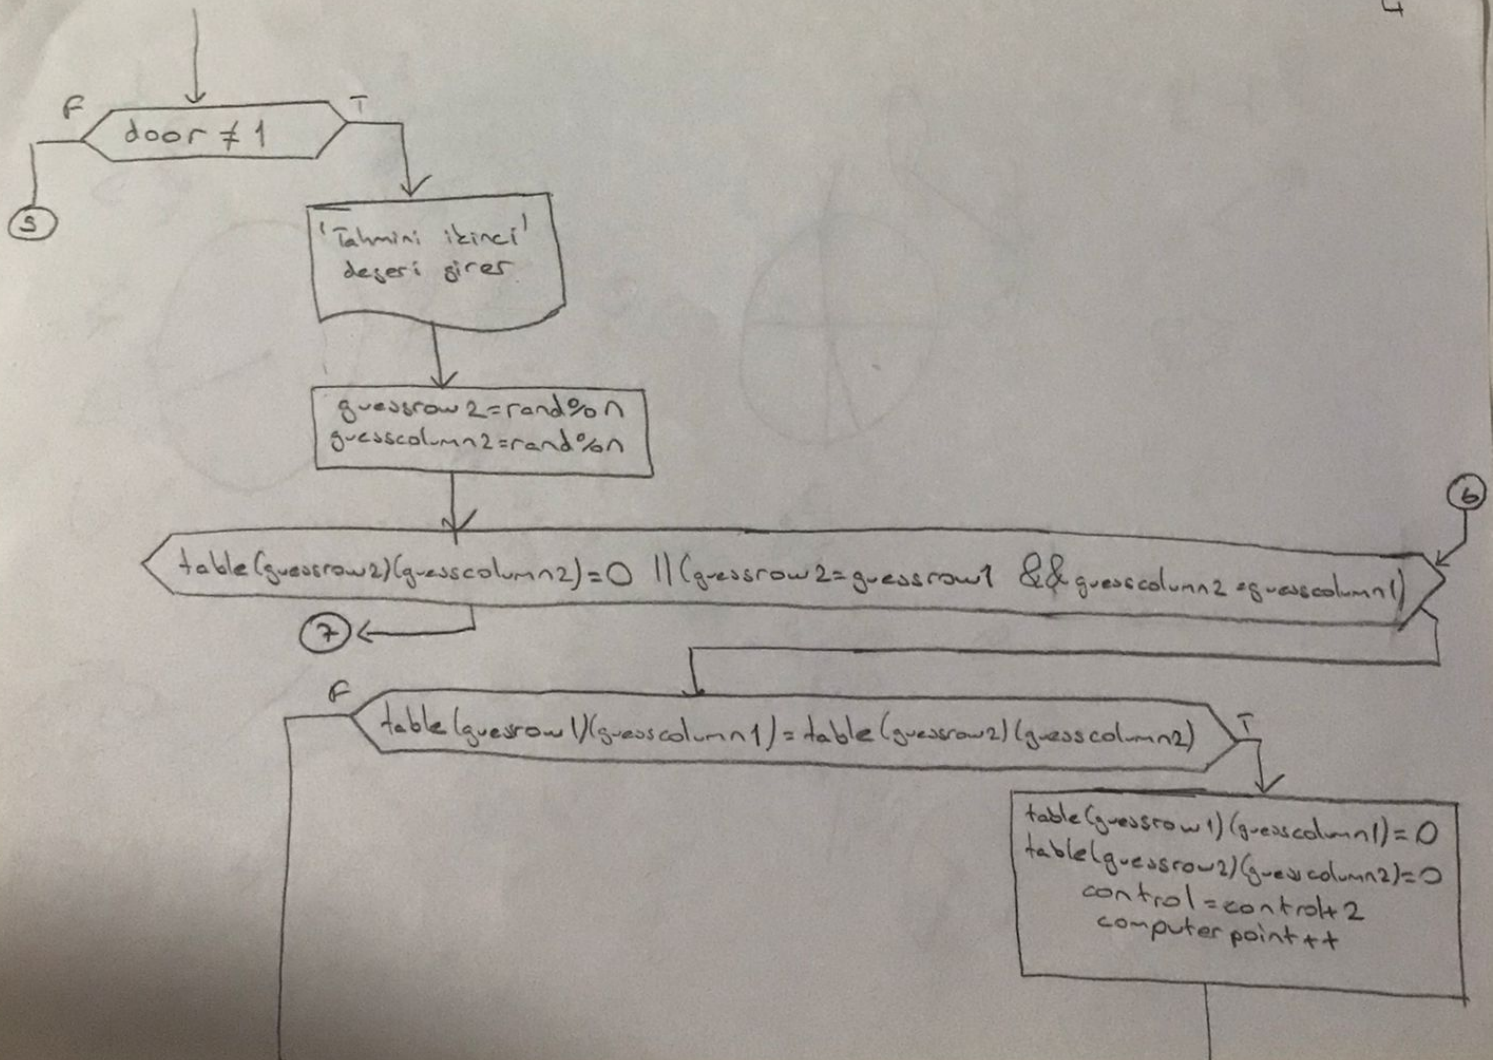 4
F
T
door ≠ 1
5
'Tahmini ikinci'
değeri girer
guessrow2=rand%n
guesscolumn2=rand%n
6
table(guessrow2)(guesscolumn2)=0 ||(guessrow2=guessrow1 && guesscolumn2=guesscolumn1)
7
F
table(guessrow1)(guesscolumn1)=table(guessrow2)(guesscolumn2)
T
table(guessrow1)(guesscolumn1)=0
table(guessrow2)(guesscolumn2)=0
control=control+2
computer point++